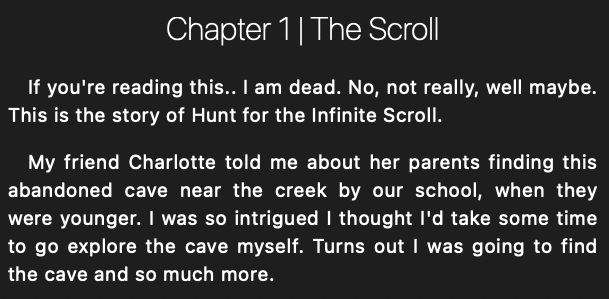 Chapter 1 | The Scroll
If you're reading this.. I am dead. No, not really, well maybe.
This is the story of Hunt for the Infinite Scroll.
My friend Charlotte told me about her parents finding this
abandoned cave near the creek by our school, when they
were younger. I was so intrigued I thought I'd take some time
to go explore the cave myself. Turns out I was going to find
the cave and so much more.